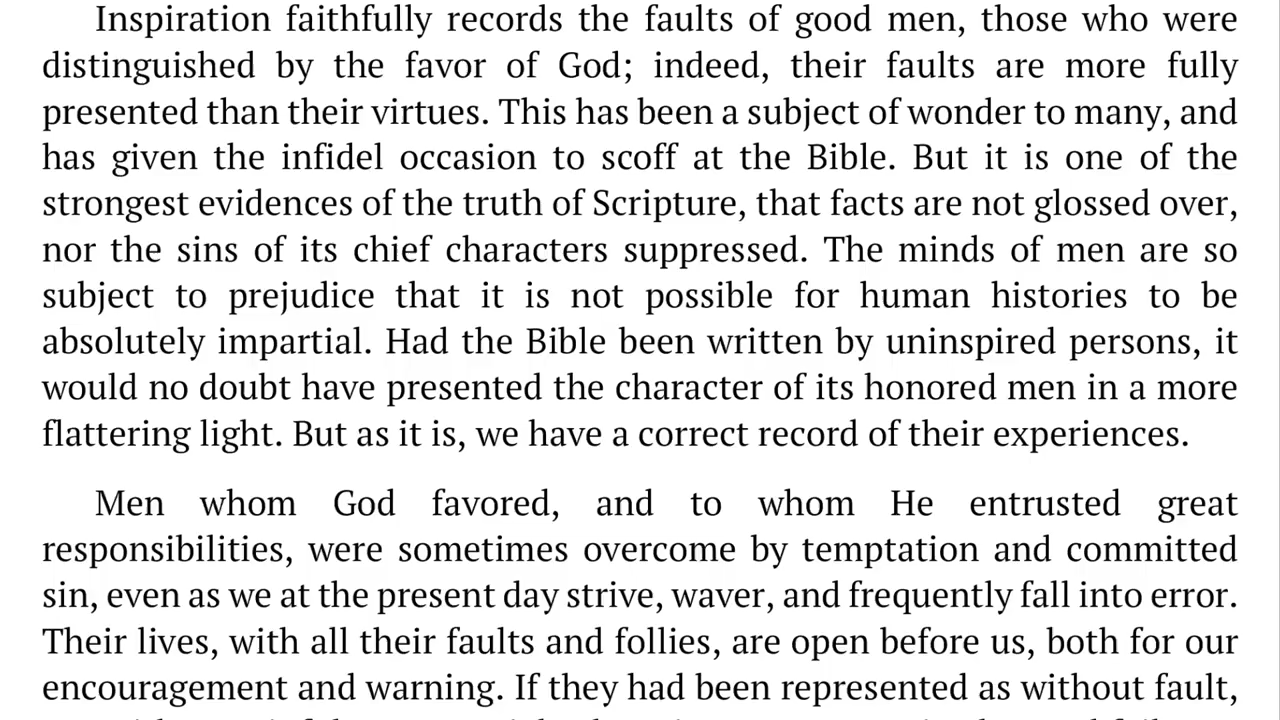 Inspiration faithfully records the faults of good men, those who were
distinguished by the favor of God; indeed, their faults are more fully
presented than their virtues. This has been a subject of wonder to many, and
has given the infidel occasion to scoff at the Bible. But it is one of the
strongest evidences of the truth of Scripture, that facts are not glossed over,
nor the sins of its chief characters suppressed. The minds of men are so
subject to prejudice that it is not possible for human histories to be
absolutely impartial. Had the Bible been written by uninspired persons, it
would no doubt have presented the character of its honored men in a more
flattering light. But as it is, we have a correct record of their experiences.
Men whom God favored, and to whom He entrusted great
responsibilities, were sometimes overcome by temptation and committed
sin, even as we at the present day strive, waver, and frequently fall into error.
Their lives, with all their faults and follies, are open before us, both for our
encouragement and warning. If they had been represented as without fault,